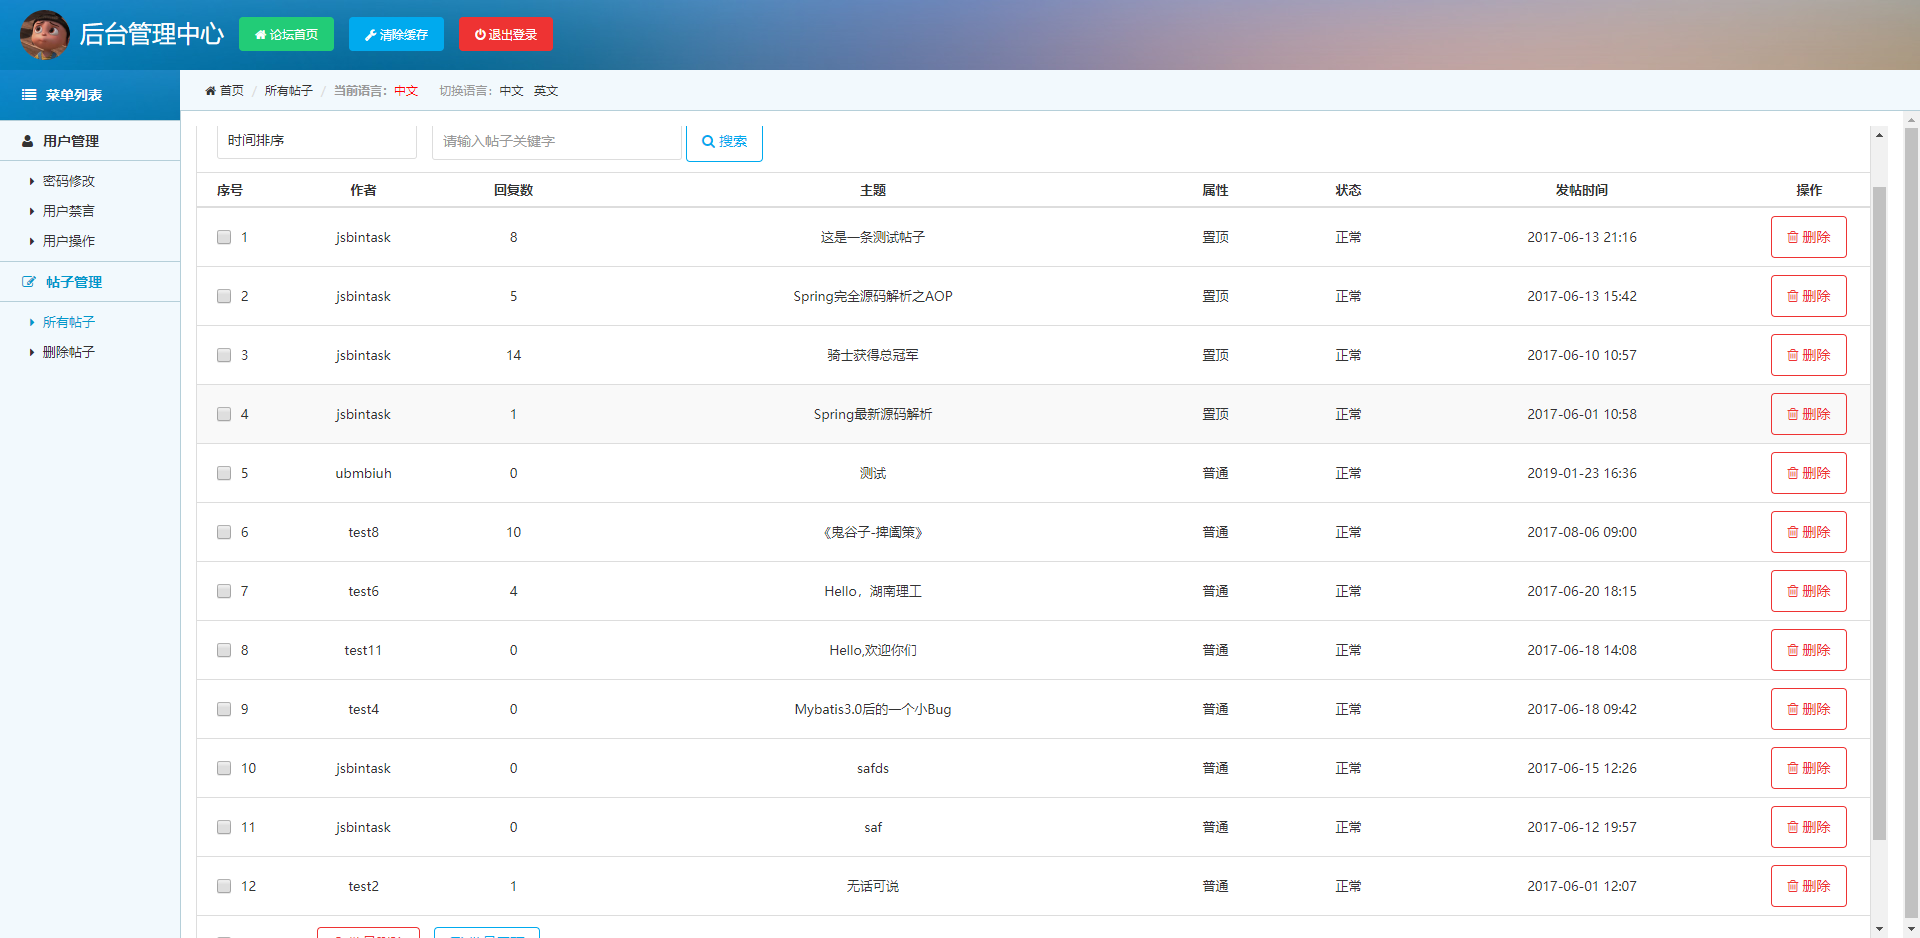 后台管理中心 论坛首页 清除缓存 退出登录
菜单列表
首页 / 所有帖子 / 当前语言：中文 切换语言：中文 英文
用户管理
密码修改
用户禁言
用户操作
帖子管理
所有帖子
删除帖子
时间排序 请输入帖子关键字 搜索
序号 作者 回复数 主题 属性 状态 发帖时间 操作
1 jsbintask 8 这是一条测试帖子 置顶 正常 2017-06-13 21:16 删除
2 jsbintask 5 Spring完全源码解析之AOP 置顶 正常 2017-06-13 15:42 删除
3 jsbintask 14 骑士获得总冠军 置顶 正常 2017-06-10 10:57 删除
4 jsbintask 1 Spring最新源码解析 置顶 正常 2017-06-01 10:58 删除
5 ubmbiuh 0 测试 普通 正常 2019-01-23 16:36 删除
6 test8 10 《鬼谷子-捭阖策》 普通 正常 2017-08-06 09:00 删除
7 test6 4 Hello，湖南理工 普通 正常 2017-06-20 18:15 删除
8 test11 0 Hello,欢迎你们 普通 正常 2017-06-18 14:08 删除
9 test4 0 Mybatis3.0后的一个小Bug 普通 正常 2017-06-18 09:42 删除
10 jsbintask 0 safds 普通 正常 2017-06-15 12:26 删除
11 jsbintask 0 saf 普通 正常 2017-06-12 19:57 删除
12 test2 1 无话可说 普通 正常 2017-06-01 12:07 删除